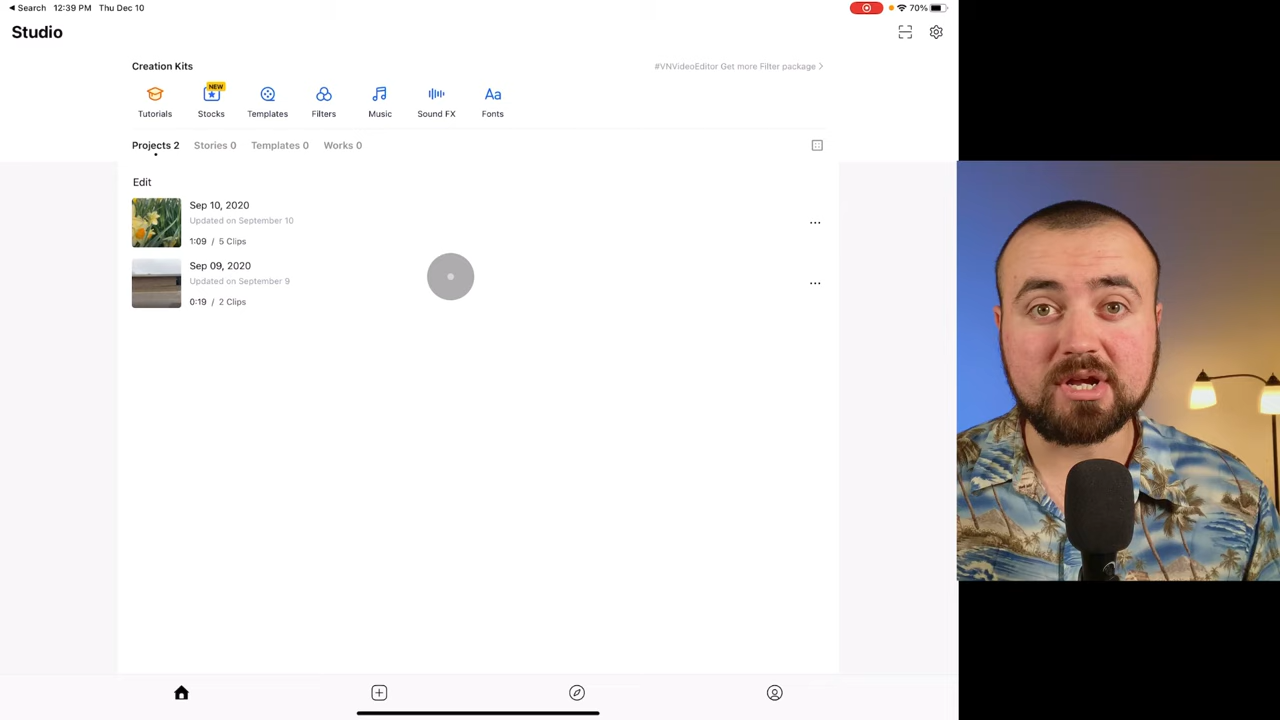 ◀ Search 12:39 PM Thu Dec 10 70%
Studio
Creation Kits #VNVideoEditor Get more Filter package >
NEW
Tutorials Stocks Templates Filters Music Sound FX Aa Fonts
Projects 2 Stories 0 Templates 0 Works 0
Edit
Sep 10, 2020
Updated on September 10
1:09 / 5 Clips
Sep 09, 2020
Updated on September 9
0:19 / 2 Clips